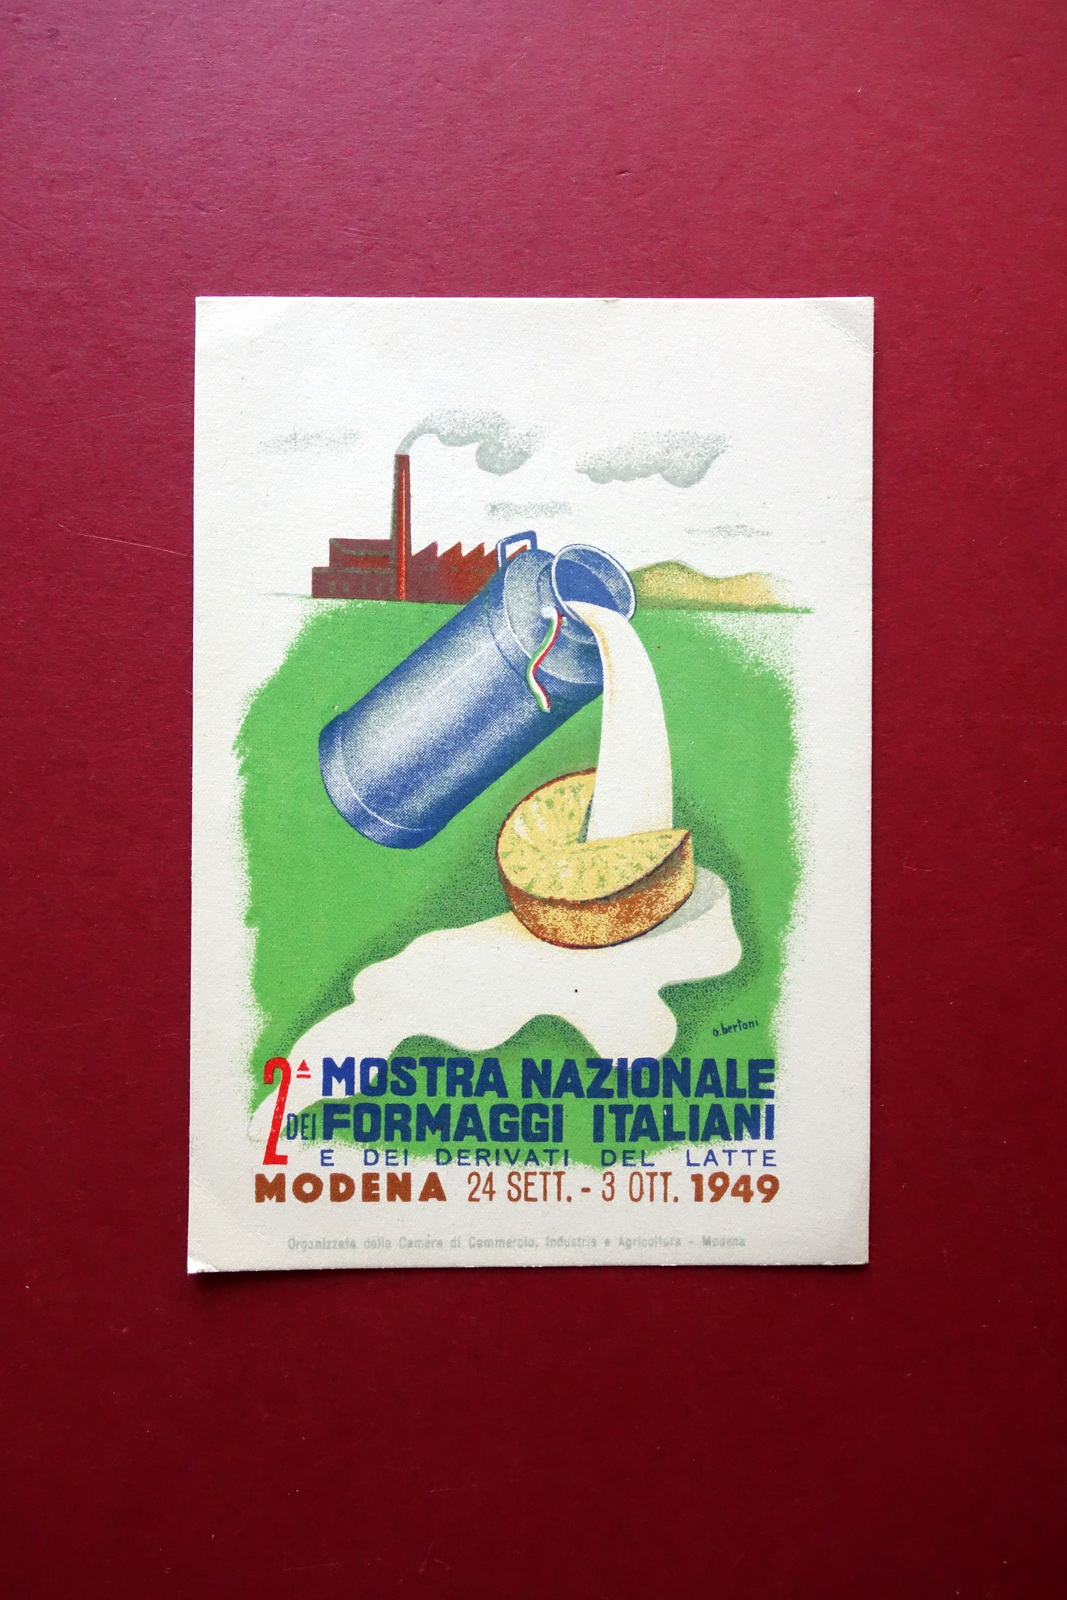 o.bertoni
2ª MOSTRA NAZIONALE
DEI FORMAGGI ITALIANI
E DEI DERIVATI DEL LATTE
MODENA 24 SETT. - 3 OTT. 1949
Organizzata dalla Camera di Commercio, Industria e Agricoltura - Modena